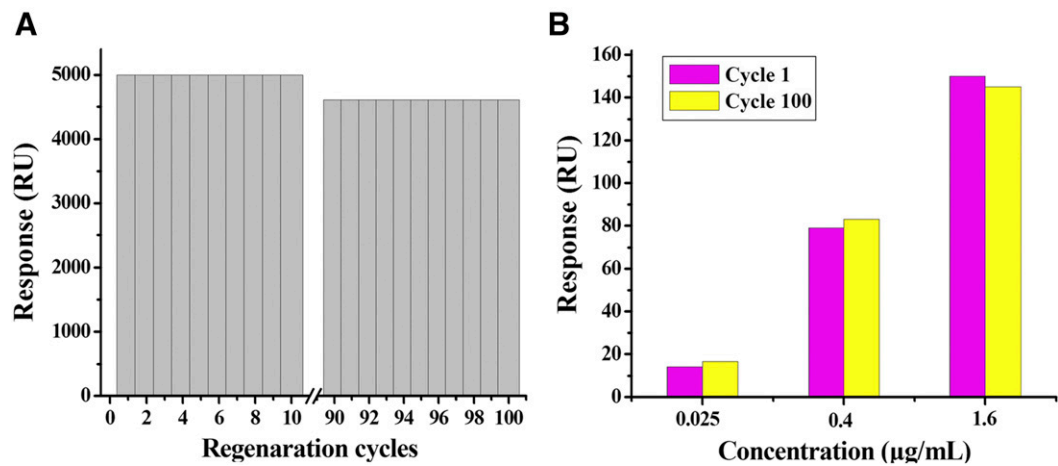 A
Response (RU)
5000
4000
3000
2000
1000
0
0 2 4 6 8 10 90 92 94 96 98 100
Regenaration cycles
B
Response (RU)
160
140
120
100
80
60
40
20
0
Cycle 1
Cycle 100
0.025 0.4 1.6
Concentration (µg/mL)